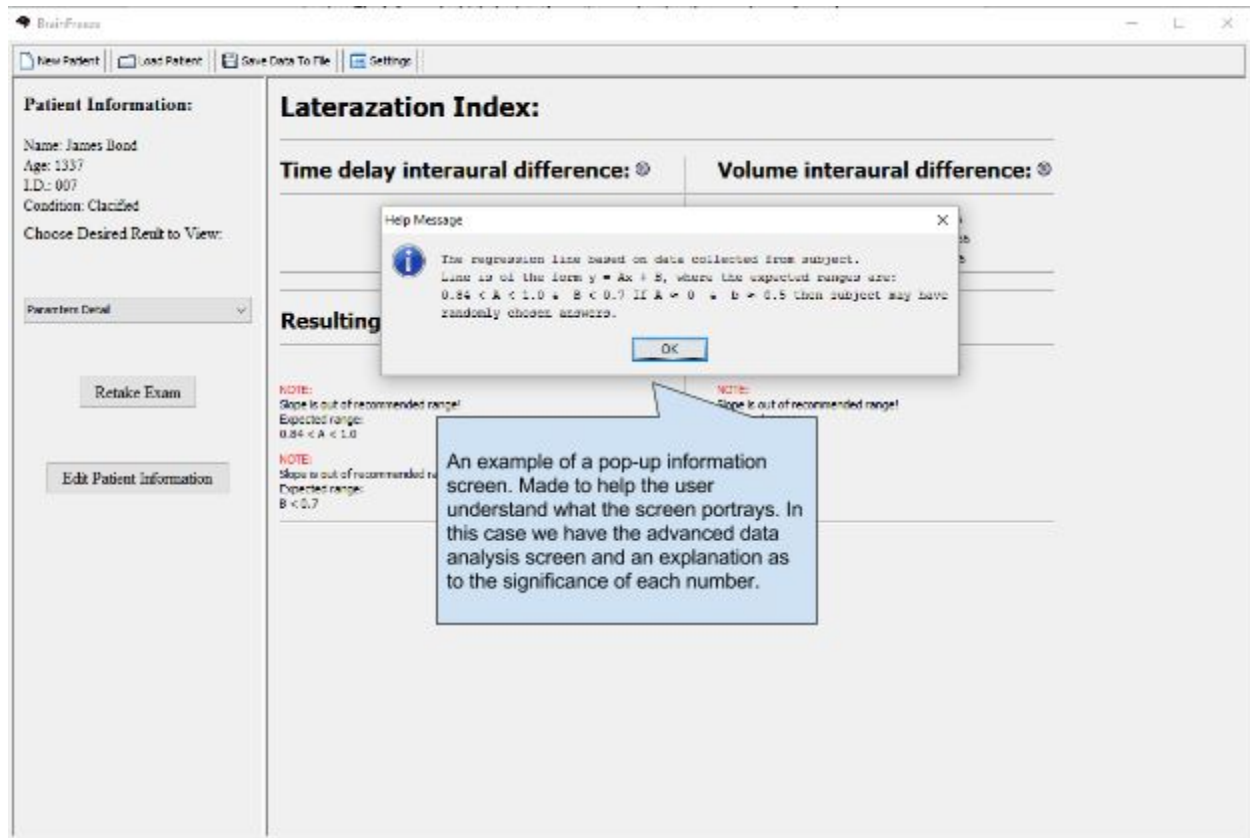 BrainFreeze
New Patient Load Patient Save Data To File Settings
Patient Information:
Name: James Bond
Age: 1337
I.D.: 007
Condition: Clacified
Choose Desired Reult to View:
Paramters Detail
Retake Exam
Edit Patient Information
Laterazation Index:
Time delay interaural difference:
Volume interaural difference:
Help Message
The regression line based on data collected from subject.
Line is of the form y = Ax + B, where the expected ranges are:
0.84 < A < 1.0 & B < 0.7 If A ≈ 0 & b ≈ 0.5 then subject may have
randomly chosen answers.
OK
Resulting
NOTE:
Slope is out of recommended range!
Expected range:
0.84 < A < 1.0
NOTE:
Slope is out of recommended
Expected range:
B < 0.7
NOTE:
Slope is out of recommended range!
An example of a pop-up information
screen. Made to help the user
understand what the screen portrays. In
this case we have the advanced data
analysis screen and an explanation as
to the significance of each number.